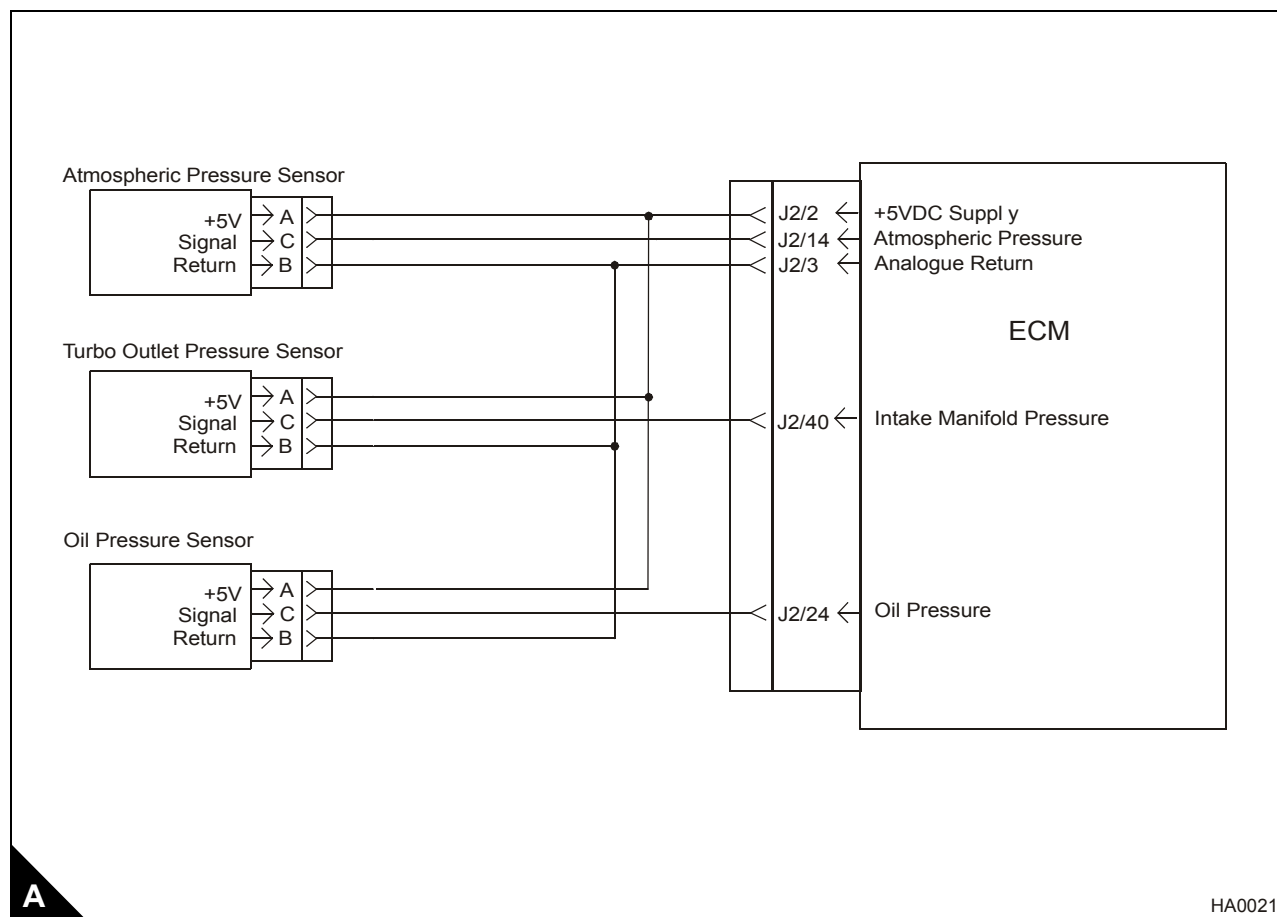 Atmospheric Pressure Sensor
+5V A
Signal C
Return B
J2/2 +5VDC Suppl y
J2/14 Atmospheric Pressure
J2/3 Analogue Return
ECM
Turbo Outlet Pressure Sensor
+5V A
Signal C
Return B
J2/40 Intake Manifold Pressure
Oil Pressure Sensor
+5V A
Signal C
Return B
J2/24 Oil Pressure
A
HA0021